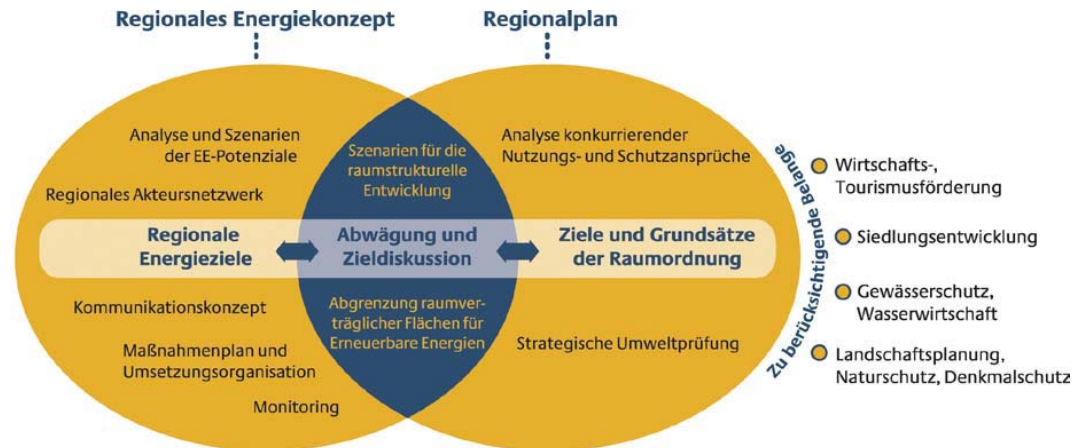 Regionales Energiekonzept
Regionalplan
Analyse und Szenarien
der EE-Potenziale
Regionales Akteursnetzwerk
Regionale
Energieziele
Kommunikationskonzept
Maßnahmenplan und
Umsetzungsorganisation
Monitoring
Szenarien für die
raumstrukturelle
Entwicklung
Abwägung und
Zieldiskussion
Abgrenzung raumver-
träglicher Flächen für
Erneuerbare Energien
Analyse konkurrierender
Nutzungs- und Schutzansprüche
Ziele und Grundsätze
der Raumordnung
Strategische Umweltprüfung
Zu berücksichtigende Belange
Wirtschafts-,
Tourismusförderung
Siedlungsentwicklung
Gewässerschutz,
Wasserwirtschaft
Landschaftsplanung,
Naturschutz, Denkmalschutz